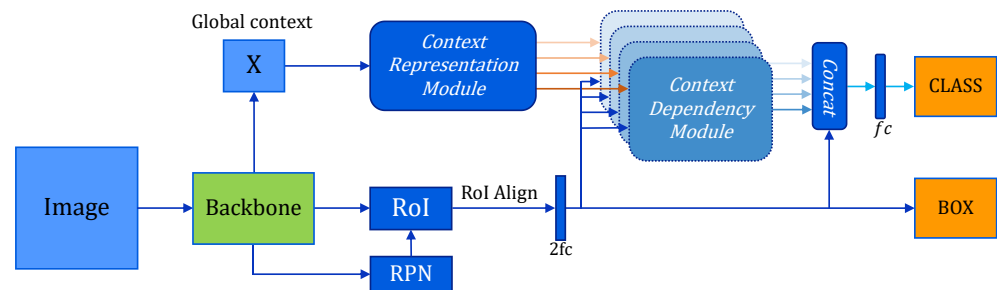 Global context
X
Context
Representation
Module
Context
Dependency
Module
Concat
fc
CLASS
Image
Backbone
RoI
RoI Align
2fc
BOX
RPN